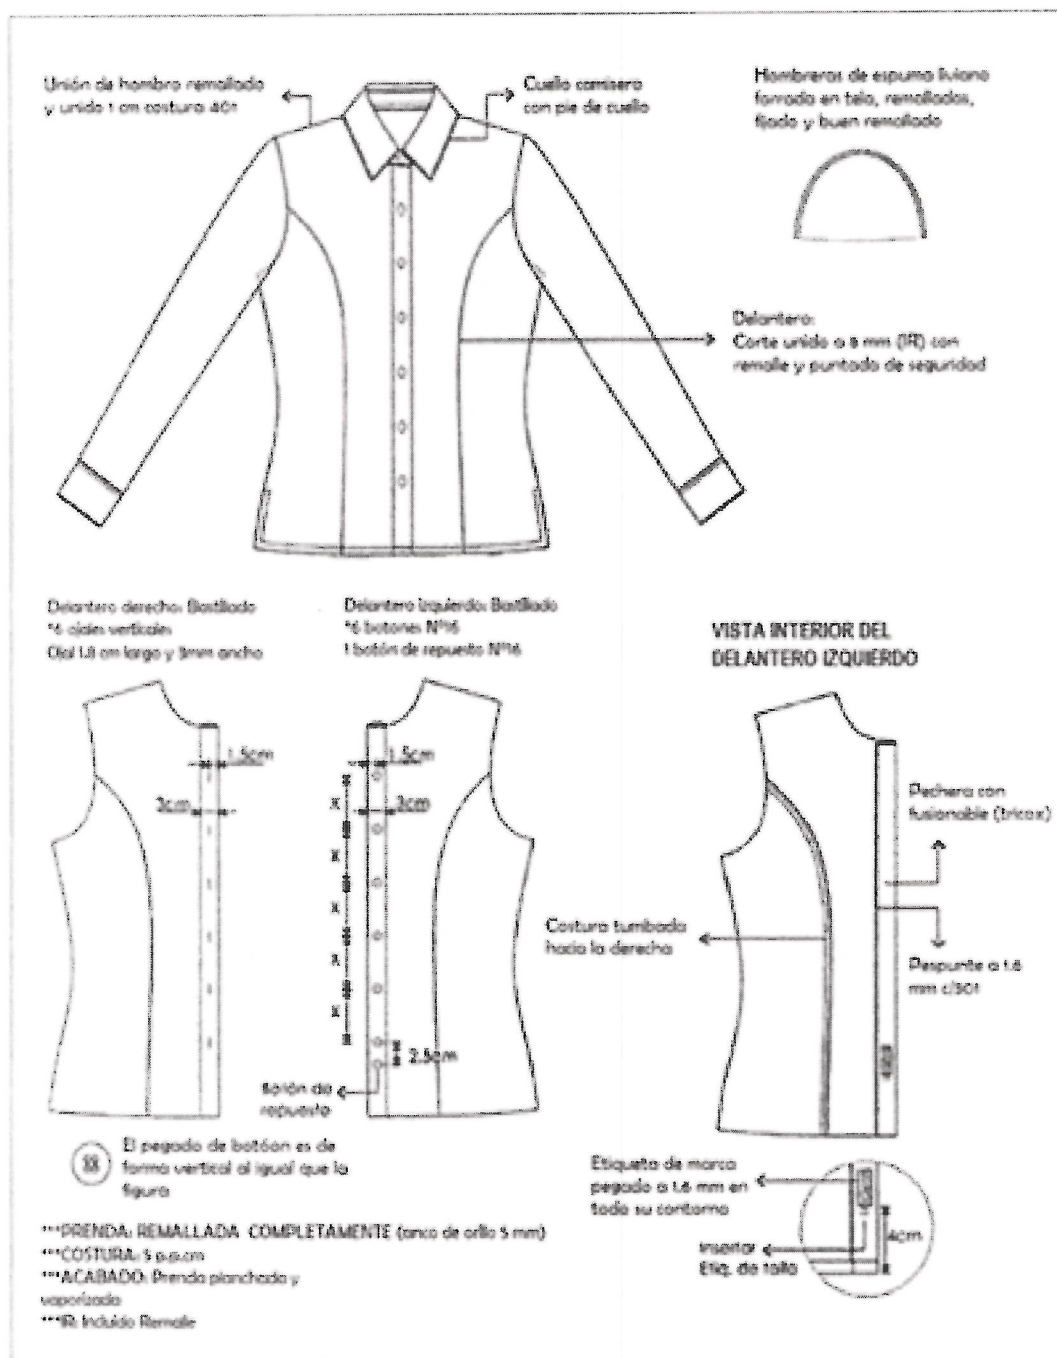 Unión de hombro remallado
y unido 1 cm costura 401
Cuello camisero
con pie de cuello
Hombreras de espuma liviana
forrado en tela, remalladas,
fijado y buen remallado
Delantero:
Corte unido a 8 mm (IR) con
remalle y puntada de seguridad
Delantero derecho: Bastillado
*6 ojales verticales
Ojal 1.8 cm largo y 3mm ancho
Delantero izquierdo: Bastillado
*6 botones N°16
1 botón de repuesto N°16
VISTA INTERIOR DEL
DELANTERO IZQUIERDO
1.5cm
3cm
1.5cm
3cm
X
X
X
X
X
2.5cm
Botón de
repuesto
Pechera con
fusionable (tricox)
Costura tumbada
hacia la derecha
Pespunte a 1.6
mm c/301
El pegado de botóon es de
forma vertical al igual que la
figura
Etiqueta de marca
pegado a 1.6 mm en
todo su contorno
Insertar
Etiq. de talla
4cm
***PRENDA: REMALLADA COMPLETAMENTE (anco de orillo 5 mm)
***COSTURA: 5 p.p.cm
***ACABADO: Prenda planchada y
vaporizada
***IR: Incluido Remalle